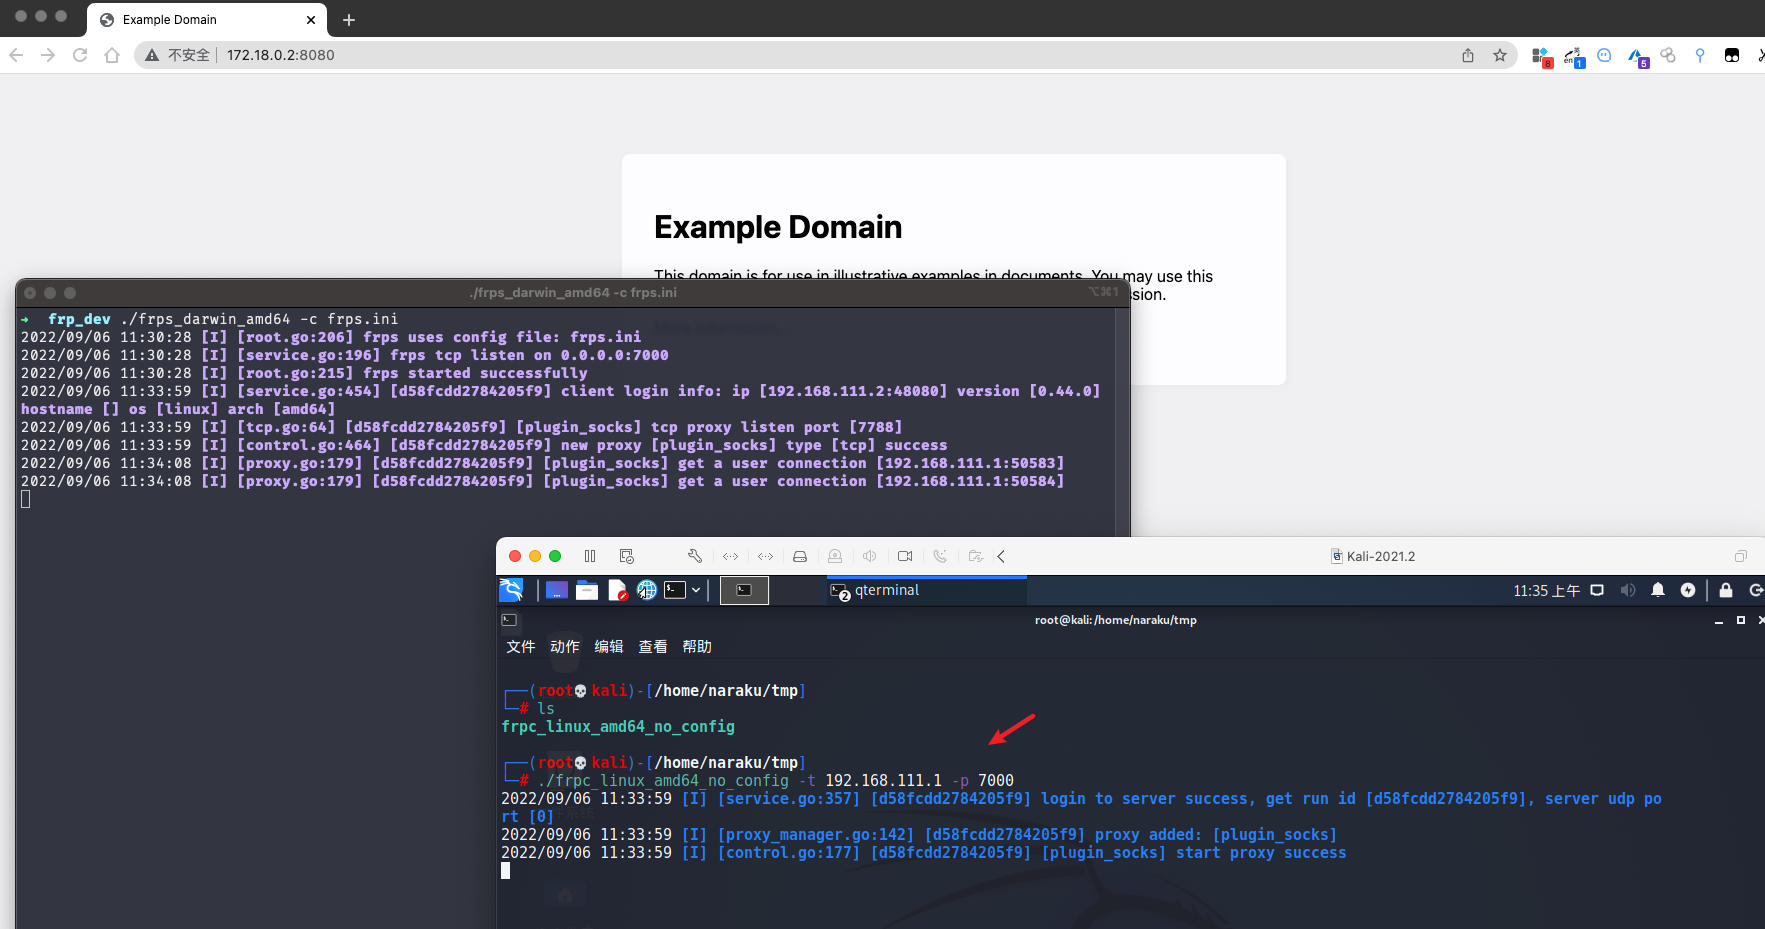 Example Domain
不安全
172.18.0.2:8080
8
英
en
1
5
Example Domain
This domain is for use in illustrative examples in documents. You may use this
ssion.
./frps_darwin_amd64 -c frps.ini
⌥⌘1
➜ frp_dev ./frps_darwin_amd64 -c frps.ini
2022/09/06 11:30:28 [I] [root.go:206] frps uses config file: frps.ini
2022/09/06 11:30:28 [I] [service.go:196] frps tcp listen on 0.0.0.0:7000
2022/09/06 11:30:28 [I] [root.go:215] frps started successfully
2022/09/06 11:33:59 [I] [service.go:454] [d58fcdd2784205f9] client login info: ip [192.168.111.2:48080] version [0.44.0]
hostname [] os [linux] arch [amd64]
2022/09/06 11:33:59 [I] [tcp.go:64] [d58fcdd2784205f9] [plugin_socks] tcp proxy listen port [7788]
2022/09/06 11:33:59 [I] [control.go:464] [d58fcdd2784205f9] new proxy [plugin_socks] type [tcp] success
2022/09/06 11:34:08 [I] [proxy.go:179] [d58fcdd2784205f9] [plugin_socks] get a user connection [192.168.111.1:50583]
2022/09/06 11:34:08 [I] [proxy.go:179] [d58fcdd2784205f9] [plugin_socks] get a user connection [192.168.111.1:50584]
Kali-2021.2
2 qterminal
11:35 上午
root@kali:/home/naraku/tmp
文件 动作 编辑 查看 帮助
┌──(root💀kali)-[/home/naraku/tmp]
└─# ls
frpc_linux_amd64_no_config
┌──(root💀kali)-[/home/naraku/tmp]
└─# ./frpc_linux_amd64_no_config -t 192.168.111.1 -p 7000
2022/09/06 11:33:59 [I] [service.go:357] [d58fcdd2784205f9] login to server success, get run id [d58fcdd2784205f9], server udp po
rt [0]
2022/09/06 11:33:59 [I] [proxy_manager.go:142] [d58fcdd2784205f9] proxy added: [plugin_socks]
2022/09/06 11:33:59 [I] [control.go:177] [d58fcdd2784205f9] [plugin_socks] start proxy success